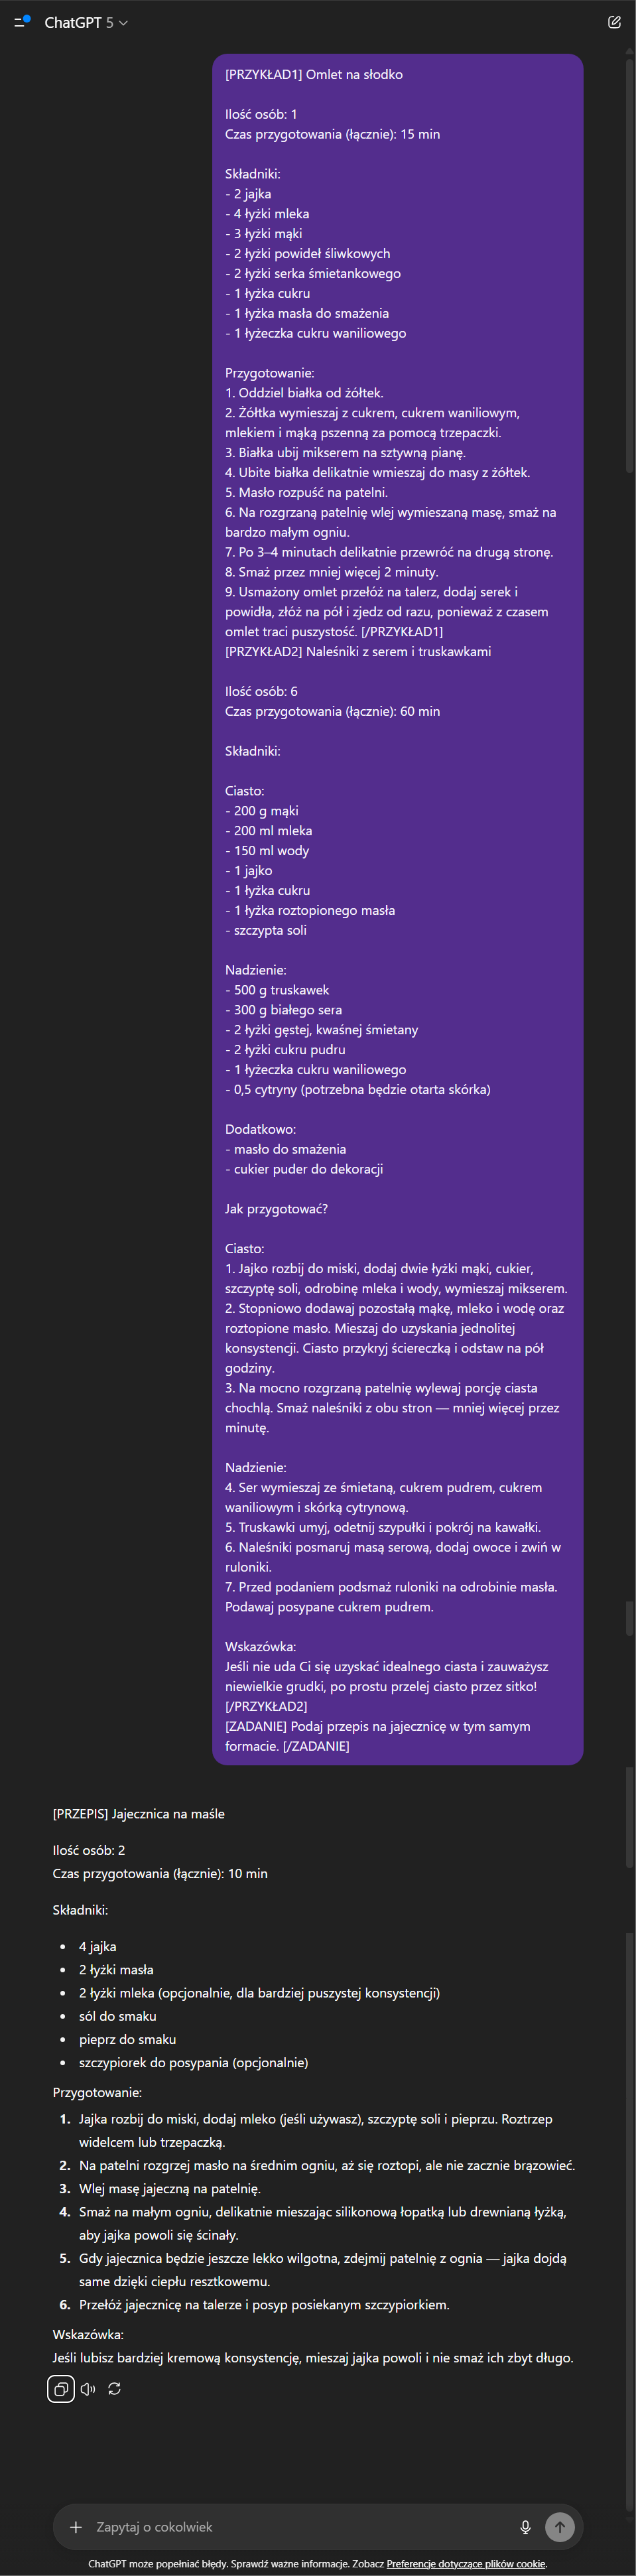 ChatGPT 5
[PRZYKŁAD1] Omlet na słodko
Ilość osób: 1
Czas przygotowania (łącznie): 15 min
Składniki:
- 2 jajka
- 4 łyżki mleka
- 3 łyżki mąki
- 2 łyżki powideł śliwkowych
- 2 łyżki serka śmietankowego
- 1 łyżka cukru
- 1 łyżka masła do smażenia
- 1 łyżeczka cukru waniliowego
Przygotowanie:
1. Oddziel białka od żółtek.
2. Żółtka wymieszaj z cukrem, cukrem waniliowym,
mlekiem i mąką pszenną za pomocą trzepaczki.
3. Białka ubij mikserem na sztywną pianę.
4. Ubite białka delikatnie wmieszaj do masy z żółtek.
5. Masło rozpuść na patelni.
6. Na rozgrzaną patelnię wlej wymieszaną masę, smaż na
bardzo małym ogniu.
7. Po 3–4 minutach delikatnie przewróć na drugą stronę.
8. Smaż przez mniej więcej 2 minuty.
9. Usmażony omlet przełóż na talerz, dodaj serek i
powidła, złóż na pół i zjedz od razu, ponieważ z czasem
omlet traci puszystość. [/PRZYKŁAD1]
[PRZYKŁAD2] Naleśniki z serem i truskawkami
Ilość osób: 6
Czas przygotowania (łącznie): 60 min
Składniki:
Ciasto:
- 200 g mąki
- 200 ml mleka
- 150 ml wody
- 1 jajko
- 1 łyżka cukru
- 1 łyżka roztopionego masła
- szczypta soli
Nadzienie:
- 500 g truskawek
- 300 g białego sera
- 2 łyżki gęstej, kwaśnej śmietany
- 2 łyżki cukru pudru
- 1 łyżeczka cukru waniliowego
- 0,5 cytryny (potrzebna będzie otarta skórka)
Dodatkowo:
- masło do smażenia
- cukier puder do dekoracji
Jak przygotować?
Ciasto:
1. Jajko rozbij do miski, dodaj dwie łyżki mąki, cukier,
szczyptę soli, odrobinę mleka i wody, wymieszaj mikserem.
2. Stopniowo dodawaj pozostałą mąkę, mleko i wodę oraz
roztopione masło. Mieszaj do uzyskania jednolitej
konsystencji. Ciasto przykryj ściereczką i odstaw na pół
godziny.
3. Na mocno rozgrzaną patelnię wylewaj porcję ciasta
chochlą. Smaż naleśniki z obu stron — mniej więcej przez
minutę.
Nadzienie:
4. Ser wymieszaj ze śmietaną, cukrem pudrem, cukrem
waniliowym i skórką cytrynową.
5. Truskawki umyj, odetnij szypułki i pokrój na kawałki.
6. Naleśniki posmaruj masą serową, dodaj owoce i zwiń w
ruloniki.
7. Przed podaniem podsmaż ruloniki na odrobinie masła.
Podawaj posypane cukrem pudrem.
Wskazówka:
Jeśli nie uda Ci się uzyskać idealnego ciasta i zauważysz
niewielkie grudki, po prostu przelej ciasto przez sitko!
[/PRZYKŁAD2]
[ZADANIE] Podaj przepis na jajecznicę w tym samym
formacie. [/ZADANIE]
[PRZEPIS] Jajecznica na maśle
Ilość osób: 2
Czas przygotowania (łącznie): 10 min
Składniki:
• 4 jajka
• 2 łyżki masła
• 2 łyżki mleka (opcjonalnie, dla bardziej puszystej konsystencji)
• sól do smaku
• pieprz do smaku
• szczypiorek do posypania (opcjonalnie)
Przygotowanie:
1. Jajka rozbij do miski, dodaj mleko (jeśli używasz), szczyptę soli i pieprzu. Roztrzep
widelcem lub trzepaczką.
2. Na patelni rozgrzej masło na średnim ogniu, aż się roztopi, ale nie zacznie brązowieć.
3. Wlej masę jajeczną na patelnię.
4. Smaż na małym ogniu, delikatnie mieszając silikonową łopatką lub drewnianą łyżką,
aby jajka powoli się ścinały.
5. Gdy jajecznica będzie jeszcze lekko wilgotna, zdejmij patelnię z ognia — jajka dojdą
same dzięki ciepłu resztkowemu.
6. Przełóż jajecznicę na talerze i posyp posiekanym szczypiorkiem.
Wskazówka:
Jeśli lubisz bardziej kremową konsystencję, mieszaj jajka powoli i nie smaż ich zbyt długo.
Zapytaj o cokolwiek
ChatGPT może popełniać błędy. Sprawdź ważne informacje. Zobacz Preferencje dotyczące plików cookie.